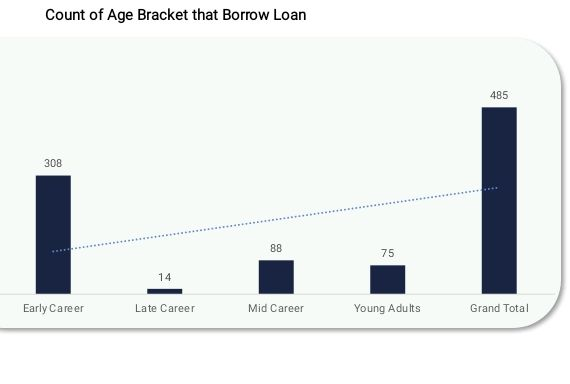 Count of Age Bracket that Borrow Loan
485
308
88
75
14
Early Career Late Career Mid Career Young Adults Grand Total